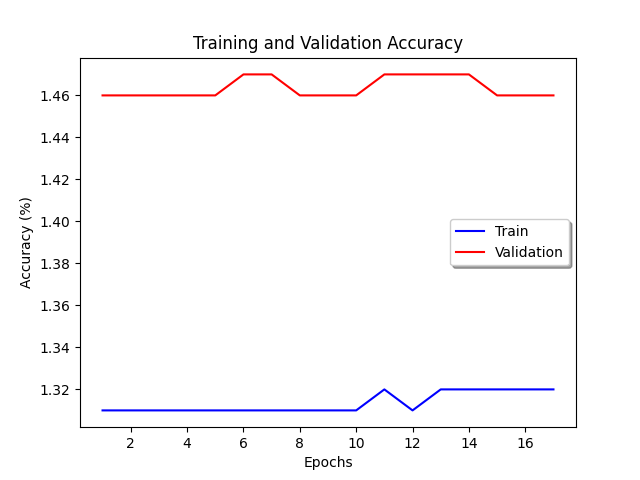 Training and Validation Accuracy
Accuracy (%)
1.46
1.44
1.42
1.40
1.38
1.36
1.34
1.32
Train
Validation
2 4 6 8 10 12 14 16
Epochs